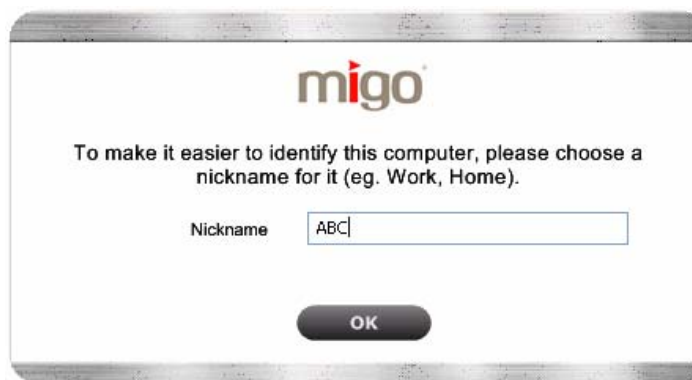 migo
To make it easier to identify this computer, please choose a
nickname for it (eg. Work, Home).
Nickname ABC
OK